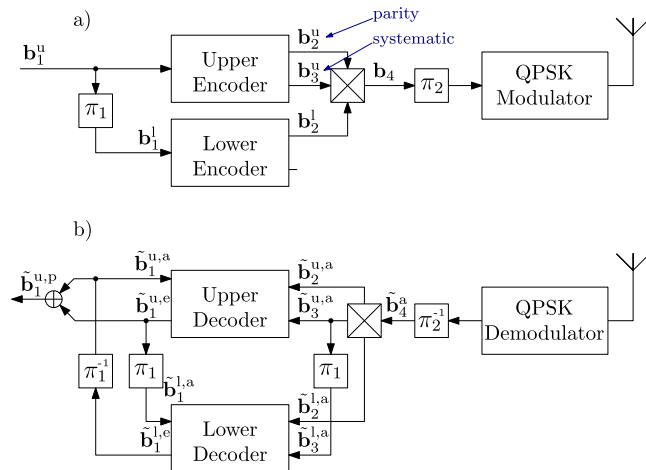 a)
parity
systematic
b₁ᵘ
b₂ᵘ
b₃ᵘ
Upper
Encoder
b₄
π₂
QPSK
Modulator
π₁
b₁ˡ
b₂ˡ
Lower
Encoder
b)
b̃₁ᵘ,ᵖ
b̃₁ᵘ,ᵃ
b̃₁ᵘ,ᵉ
Upper
Decoder
b̃₂ᵘ,ᵃ
b̃₃ᵘ,ᵃ
b̃₄ᵃ
π₂⁻¹
QPSK
Demodulator
π₁⁻¹
π₁
π₁
b̃₁ˡ,ᵃ
b̃₁ˡ,ᵉ
Lower
Decoder
b̃₂ˡ,ᵃ
b̃₃ˡ,ᵃ